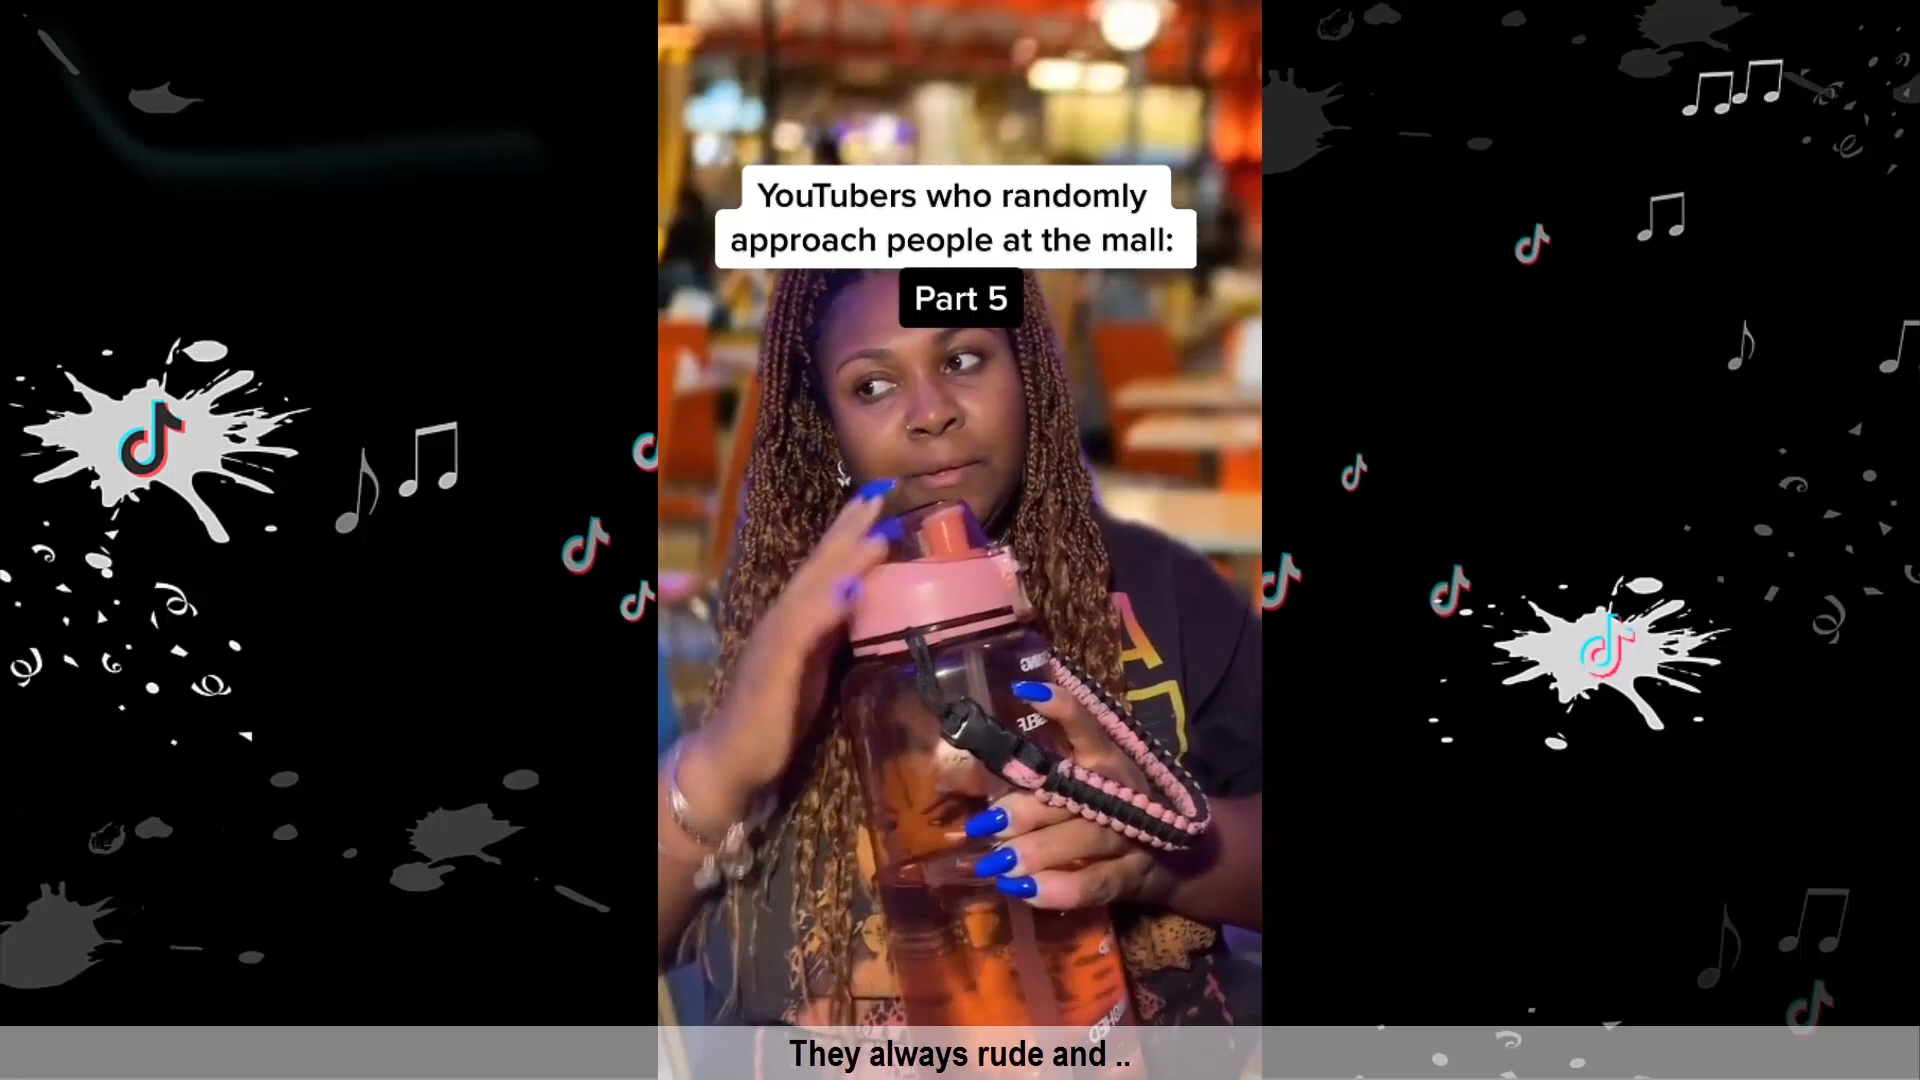 YouTubers who randomly
approach people at the mall:
Part 5
They always rude and ..